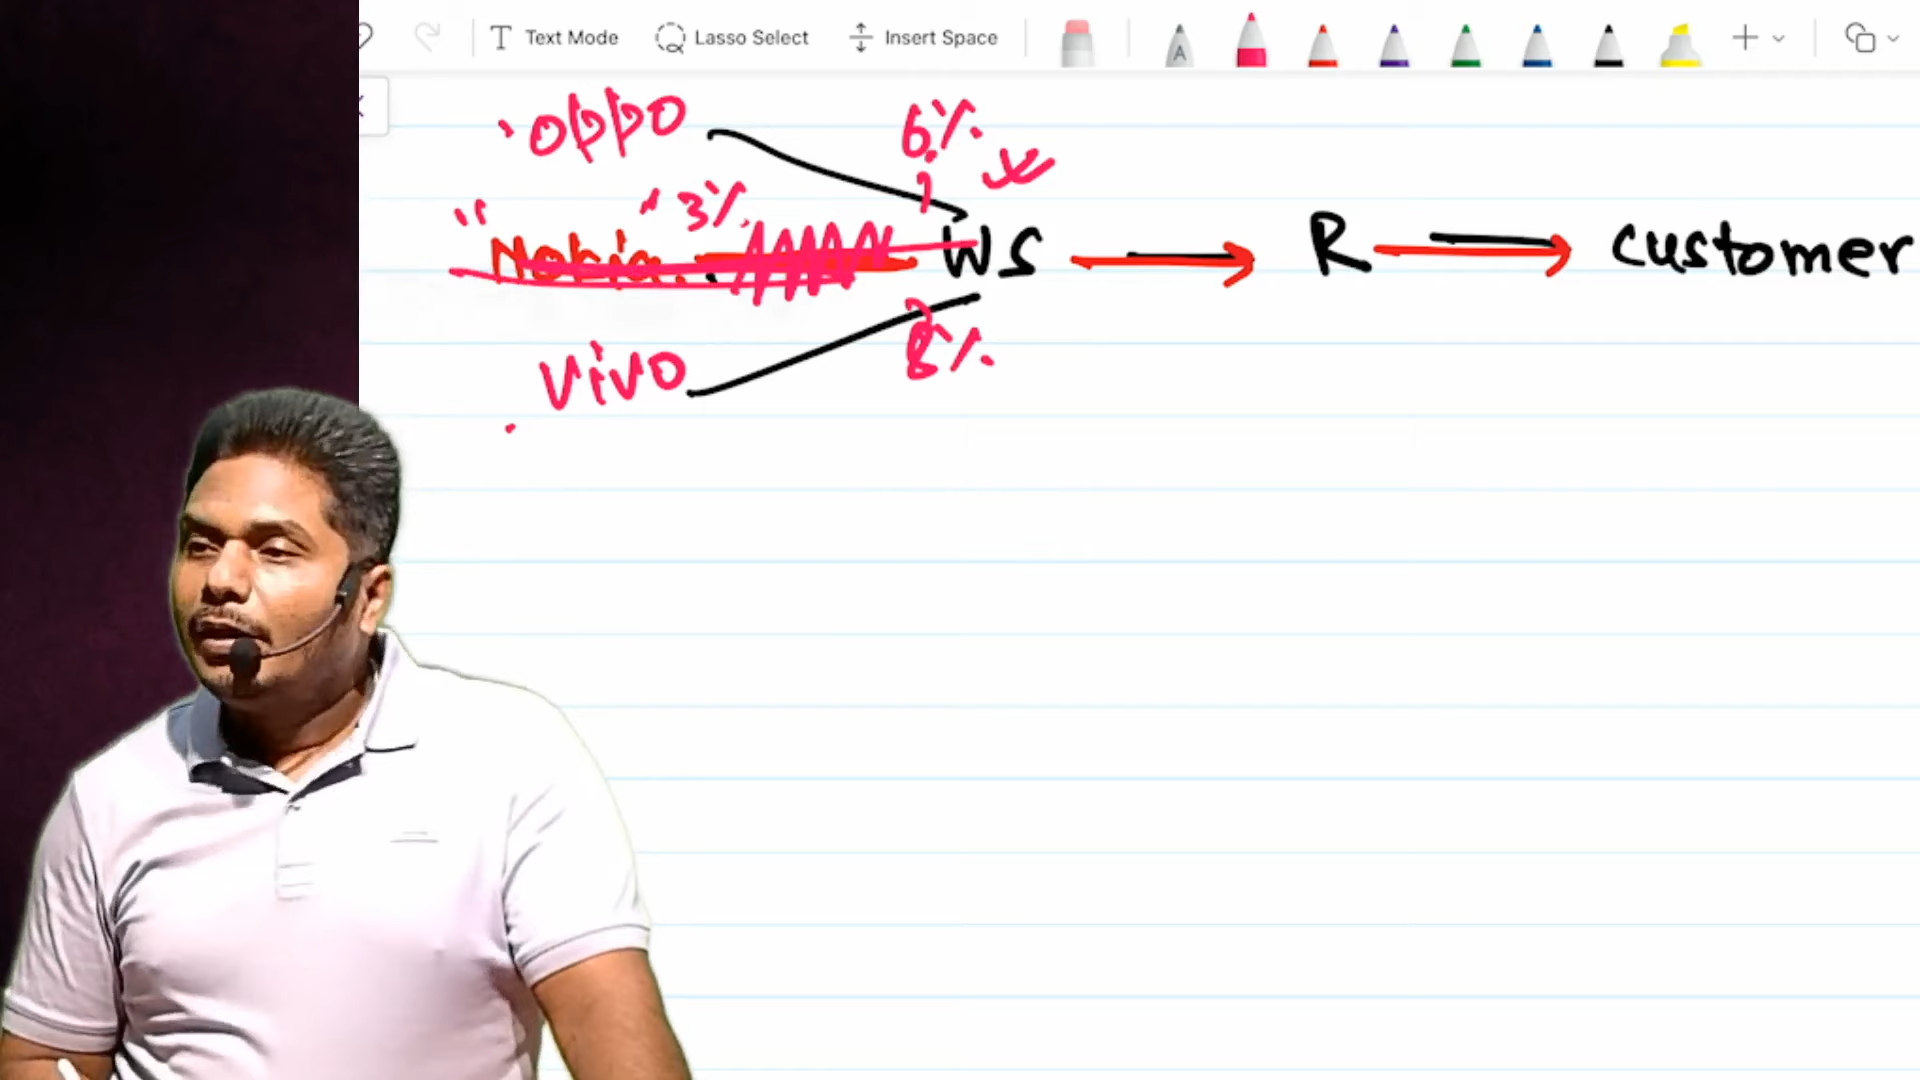 Text Mode Lasso Select Insert Space
A
oppo 6%
"Nokia" 3% WS R customer
vivo 8%